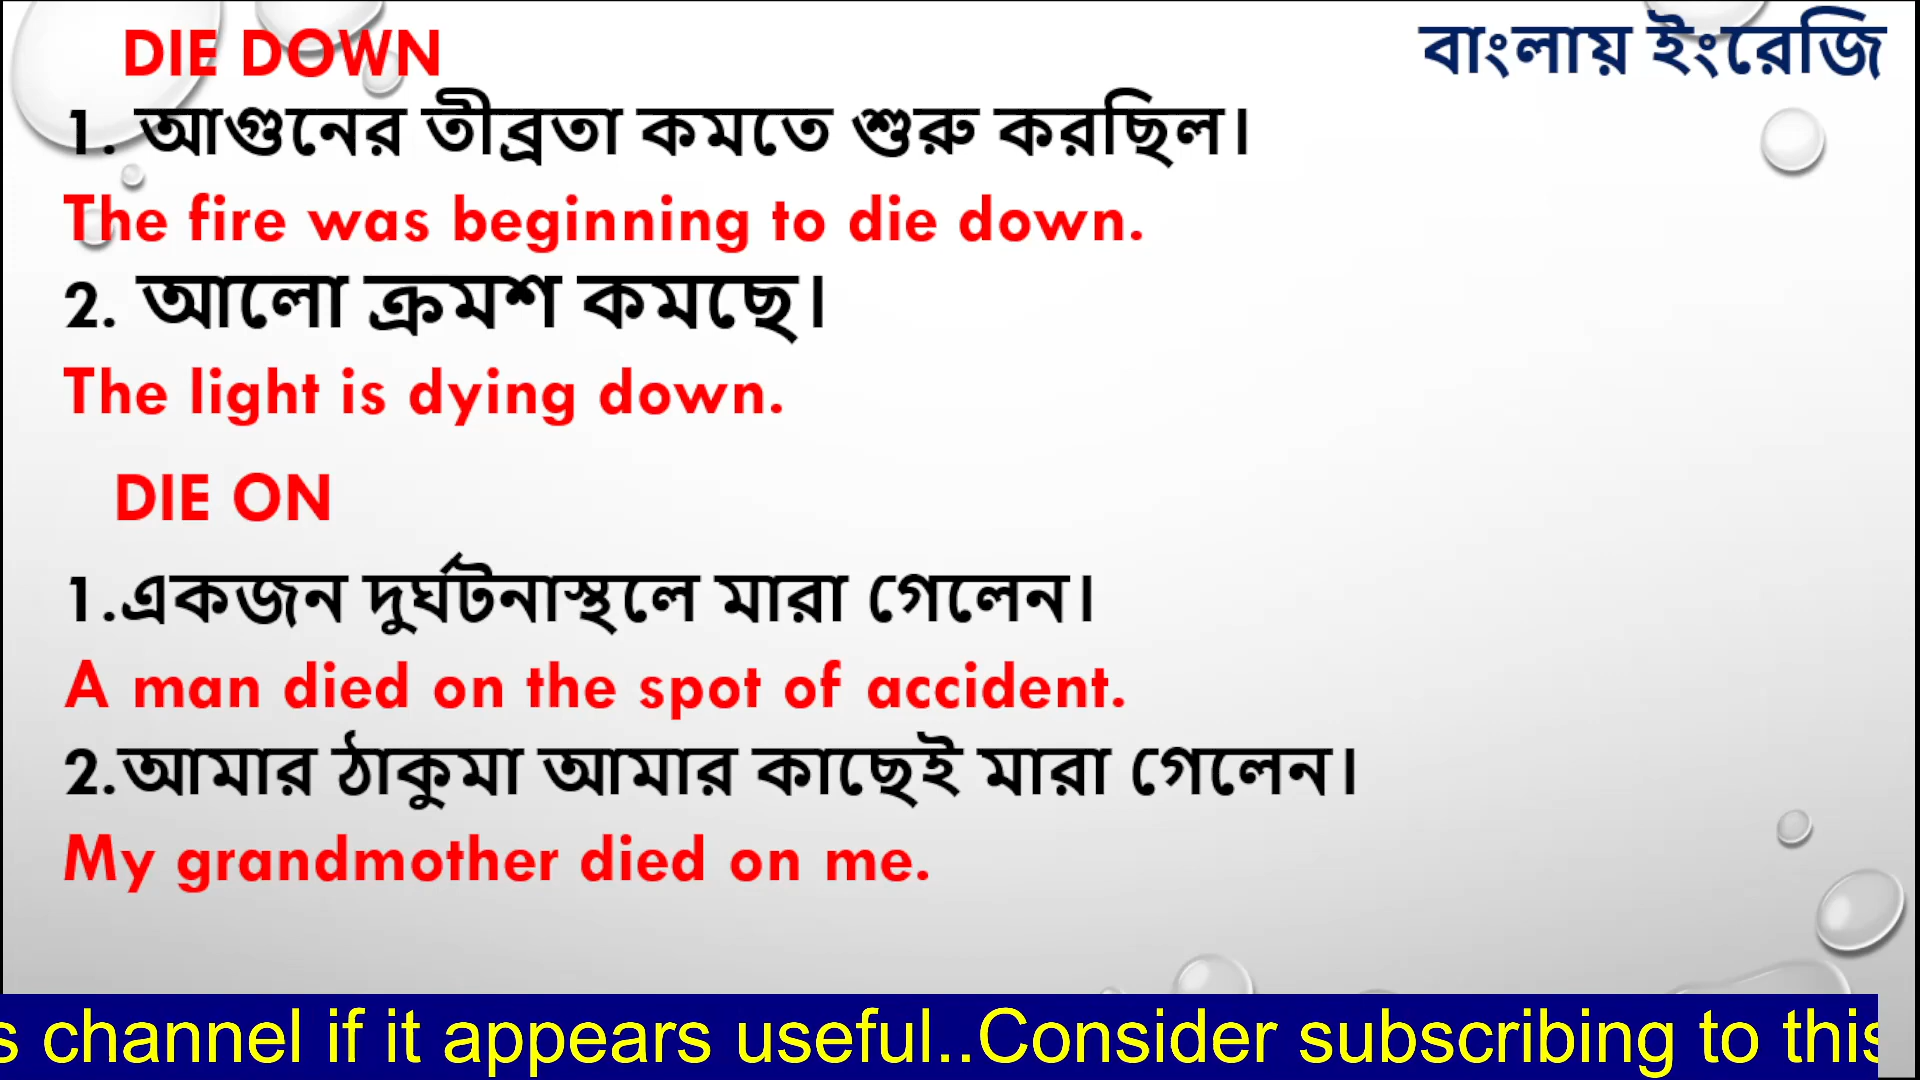 DIE DOWN
বাংলায় ইংরেজি
1. আগুনের তীব্রতা কমতে শুরু করছিল।
The fire was beginning to die down.
2. আলো ক্রমশ কমছে।
The light is dying down.
DIE ON
1.একজন দুর্ঘটনাস্থলে মারা গেলেন।
A man died on the spot of accident.
2.আমার ঠাকুমা আমার কাছেই মারা গেলেন।
My grandmother died on me.
s channel if it appears useful..Consider subscribing to this